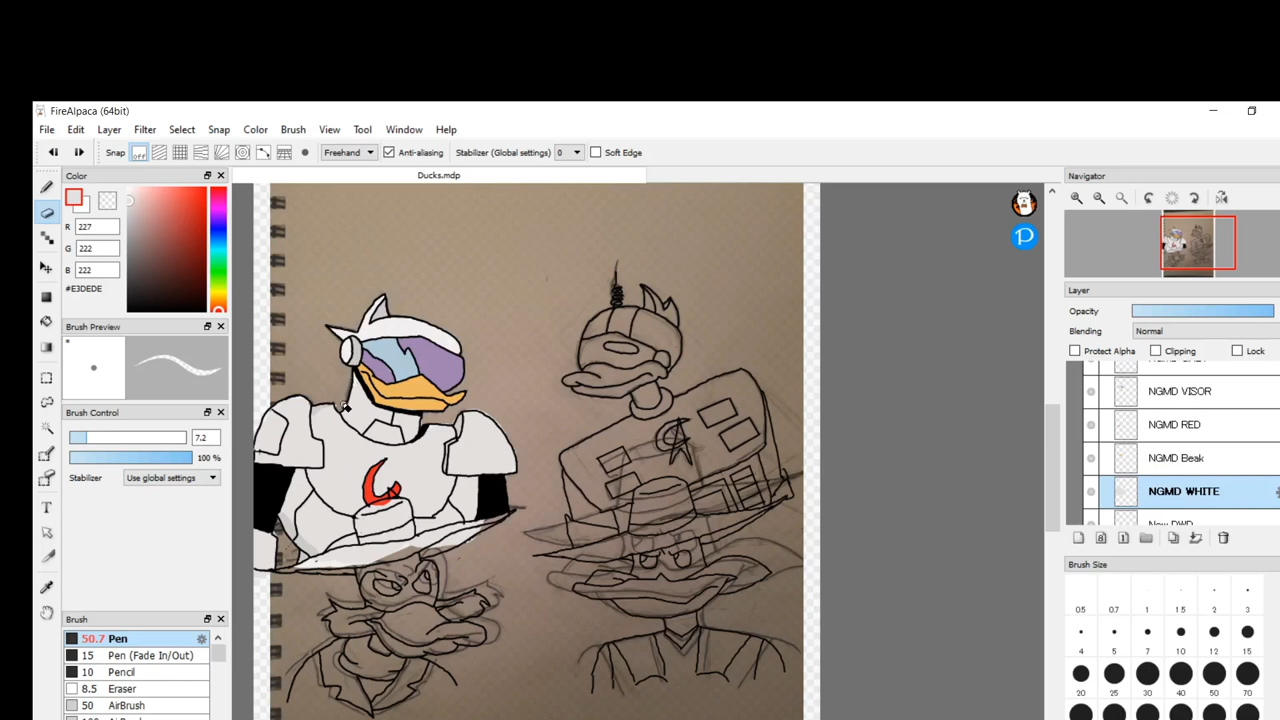 FireAlpaca (64bit)
File Edit Layer Filter Select Snap Color Brush View Tool Window Help
Snap off Freehand Anti-aliasing Stabilizer (Global settings) 0 Soft Edge
Color
Ducks.mdp
Navigator
R 227
G 222
B 222
#E3DEDE
Layer
Opacity
Brush Preview
Blending Normal
Protect Alpha Clipping Lock
NGMD VISOR
Brush Control
NGMD RED
7.2
100 %
NGMD Beak
Stabilizer Use global settings
NGMD WHITE
Brush Size
0.5 0.7 1 1.5 2 3
Brush
50.7 Pen
15 Pen (Fade In/Out)
4 5 7 10 12 15
10 Pencil
8.5 Eraser
20 25 30 40 50 70
50 AirBrush